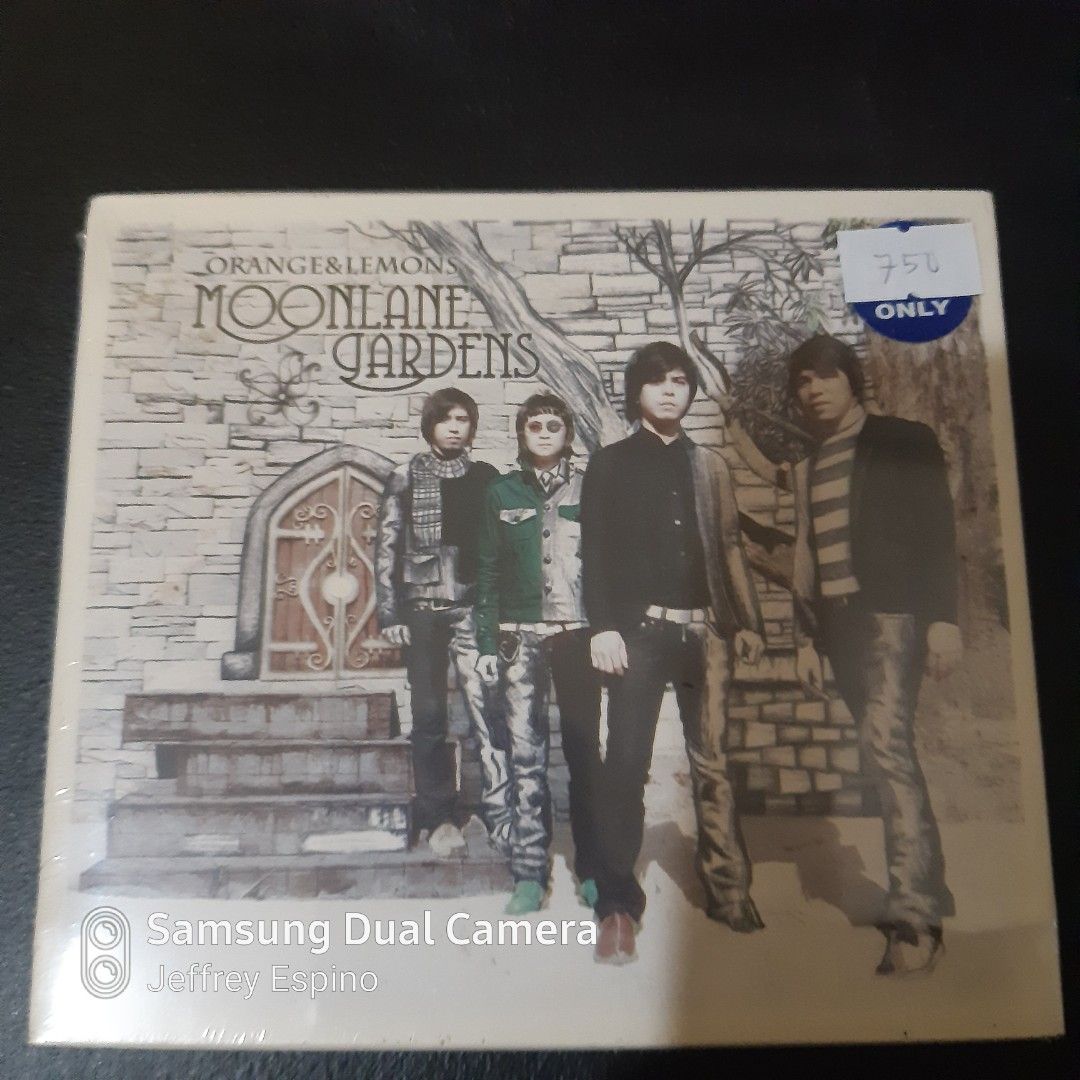 ORANGE&LEMONS
MOONLANE
GARDENS
750
ONLY
Samsung Dual Camera
Jeffrey Espino